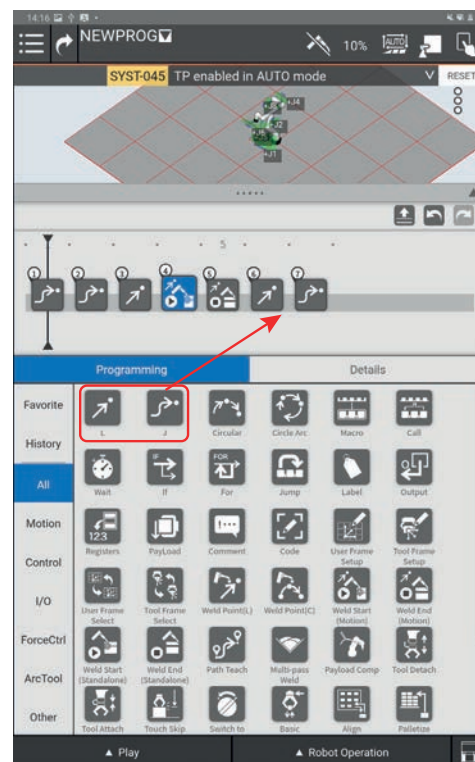 14:16
NEWPROG
10%
AUTO
SYST-045 TP enabled in AUTO mode
RESET
J4
J2
J5
J1
5
1 2 3 4 5 6 7
Programming Details
Favorite
History
All
Motion
Control
I/O
ForceCtrl
ArcTool
Other
L J Circular Circle Arc Macro Call
IF FOR
Wait If For Jump Label Output
123
Registers PayLoad Comment Code User Frame Setup Tool Frame Setup
User Frame Select Tool Frame Select Weld Point(L) Weld Point(C) Weld Start (Motion) Weld End (Motion)
Weld Start (Standalone) Weld End (Standalone) Path Teach Multi-pass Weld Payload Comp Tool Detach
Tool Attach Touch Skip Switch to Basic Align Palletize
▲ Play ▲ Robot Operation